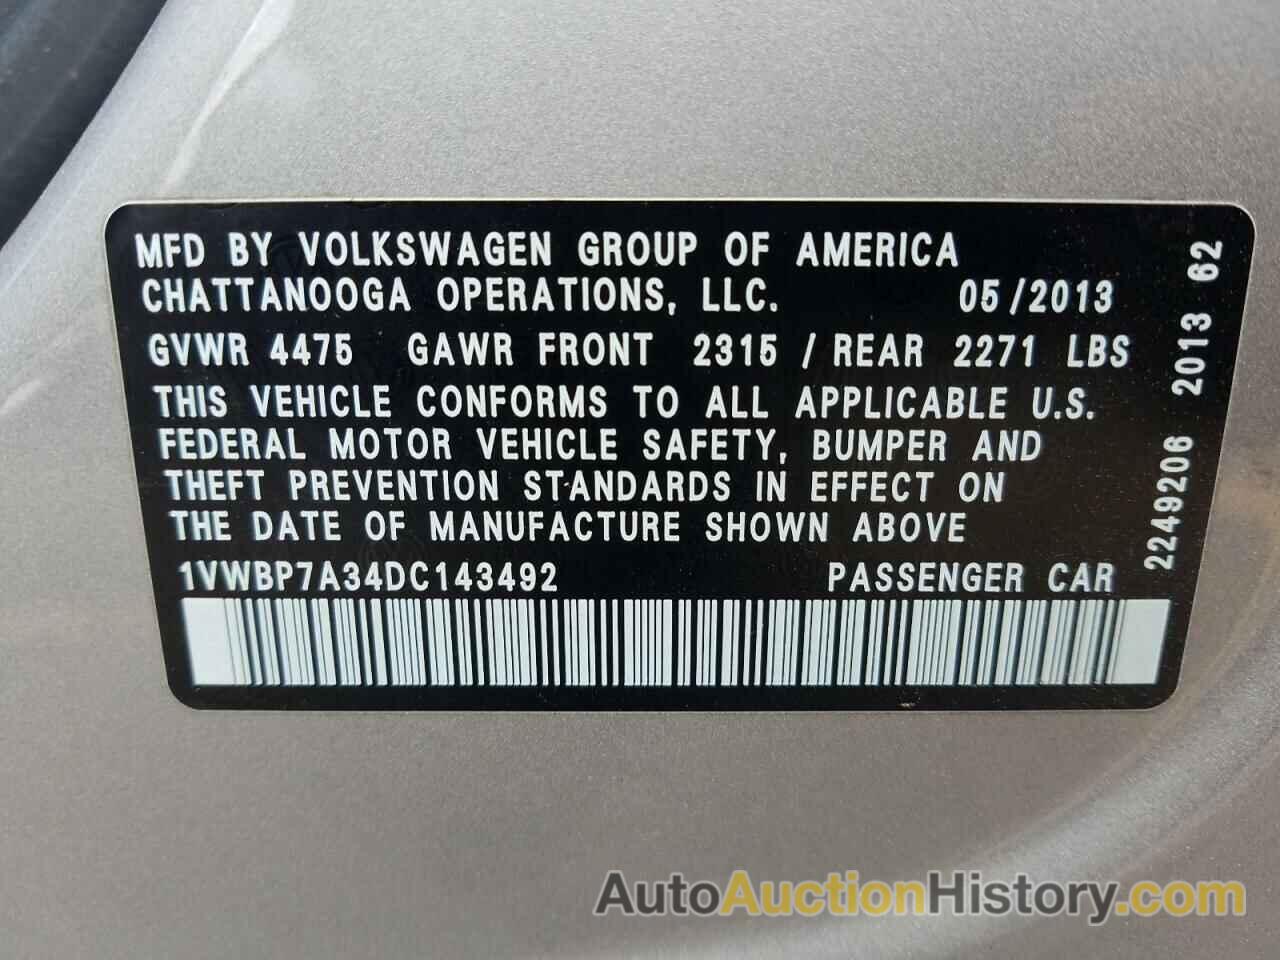 MFD BY VOLKSWAGEN GROUP OF AMERICA
CHATTANOOGA OPERATIONS, LLC. 05/2013
GVWR 4475 GAWR FRONT 2315 / REAR 2271 LBS
THIS VEHICLE CONFORMS TO ALL APPLICABLE U.S.
FEDERAL MOTOR VEHICLE SAFETY, BUMPER AND
THEFT PREVENTION STANDARDS IN EFFECT ON
THE DATE OF MANUFACTURE SHOWN ABOVE
1VWBP7A34DC143492 PASSENGER CAR
2249206 2013 62
AutoAuctionHistory.com